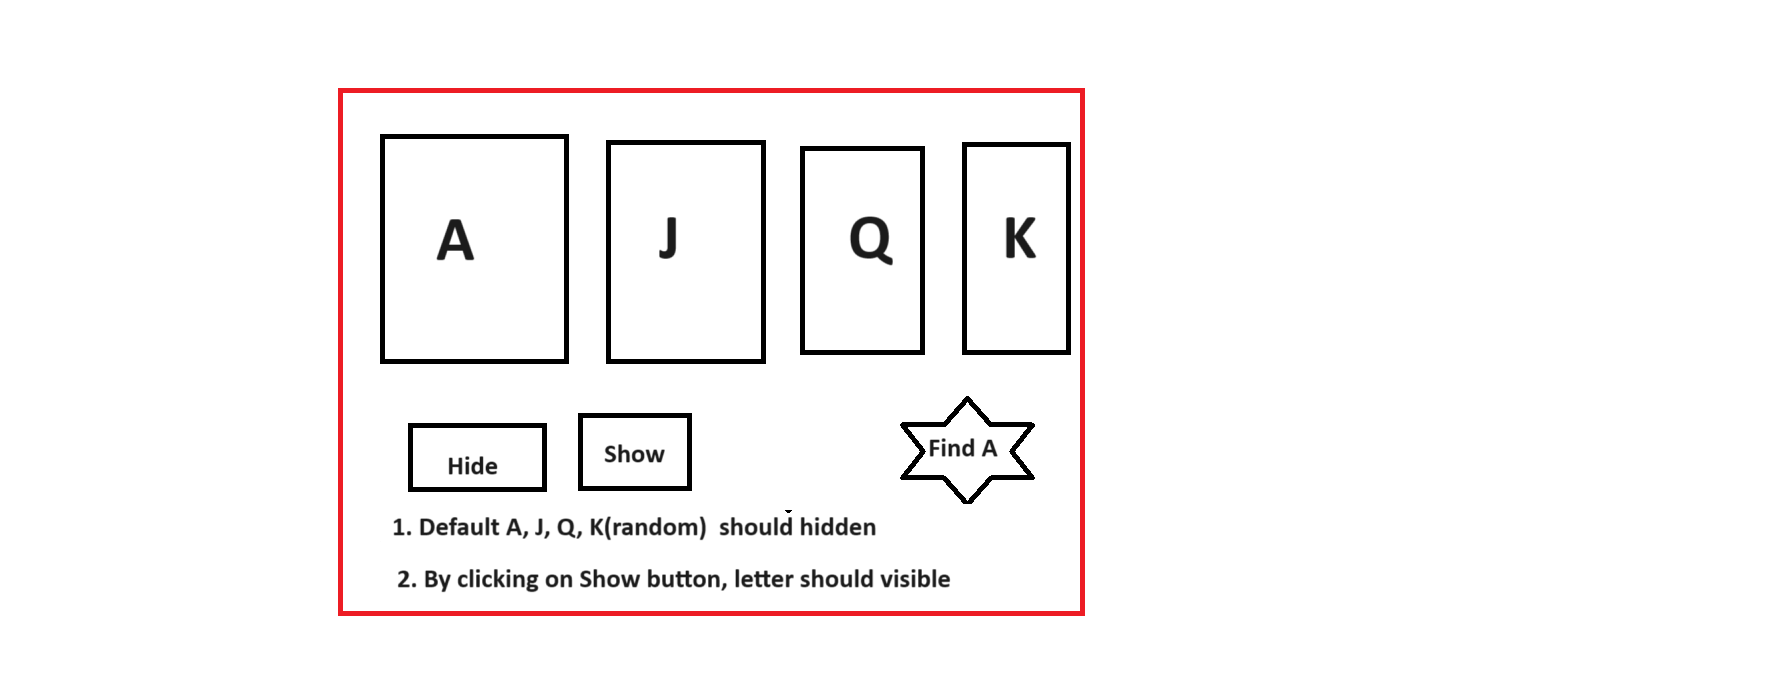 A J Q K
Hide Show Find A
1. Default A, J, Q, K(random) should hidden
2. By clicking on Show button, letter should visible